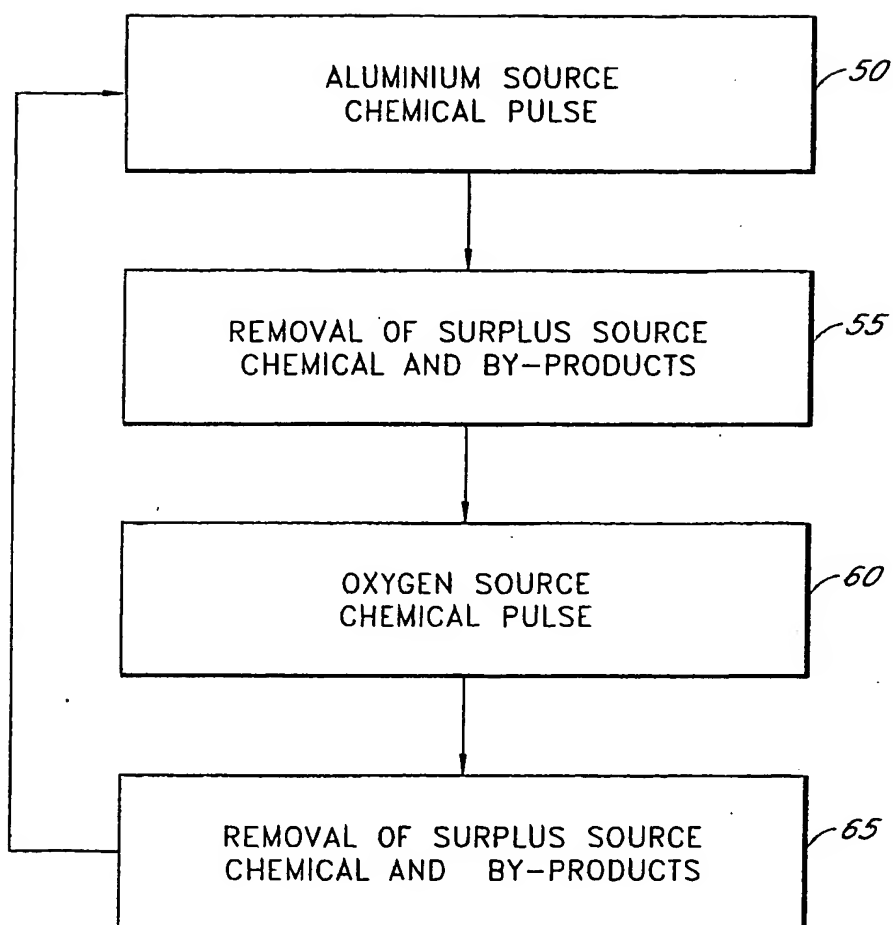 ALUMINIUM SOURCE
CHEMICAL PULSE
50
REMOVAL OF SURPLUS SOURCE
CHEMICAL AND BY-PRODUCTS
55
OXYGEN SOURCE
CHEMICAL PULSE
60
REMOVAL OF SURPLUS SOURCE
CHEMICAL AND BY-PRODUCTS
65